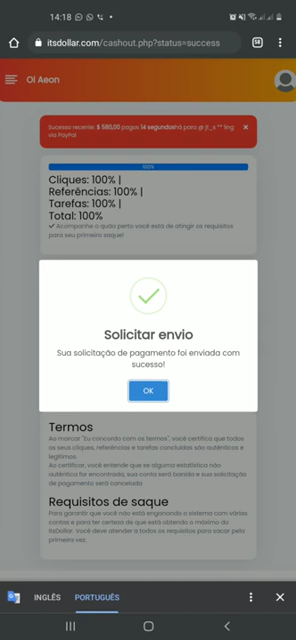 14:18
itsdollar.com/cashout.php?status=success
58
Ol Aeon
Sucesso recente: $ 580,00 pagos 14 segundoshá para @ jl_s ** ling
via PayPal
100%
Cliques: 100% |
Referências: 100% |
Tarefas: 100% |
Total: 100%
Acompanhe o quão perto você está de atingir os requisitos
para seu primeiro saque!
Solicitar envio
Sua solicitação de pagamento foi enviada com
sucesso!
OK
Termos
Ao marcar "Eu concordo com os termos", você certifica que todos
os seus cliques, referências e tarefas concluídas são autênticos e
legítimos.
Ao certificar, você entende que se alguma estatística não
autêntica for encontrada, sua conta será banida e sua solicitação
de pagamento será cancelada
Requisitos de saque
Para garantir que você não está enganando o sistema com várias
contas e para ter certeza de que está obtendo o máximo do
ItsDollar. Você deve atender a todos os requisitos para sacar pela
primeira vez.
INGLÊS
PORTUGUÊS